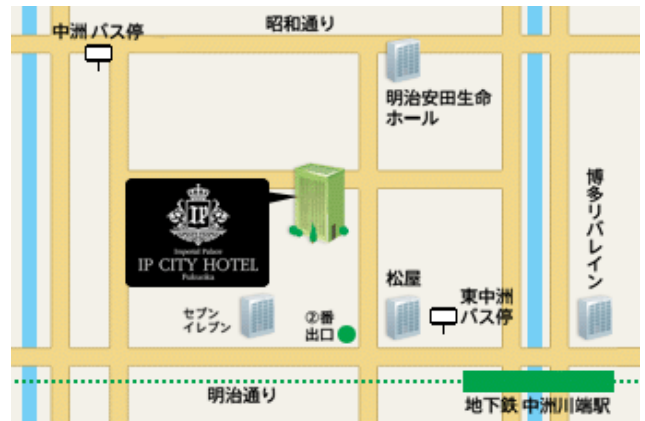 昭和通り
中洲 バス停
明治安田生命
ホール
博多リバレイン
IP
Imperial Palace
IP CITY HOTEL
Fukuoka
松屋
東中洲
バス停
セブン
イレブン
②番
出口
明治通り
地下鉄 中洲川端駅